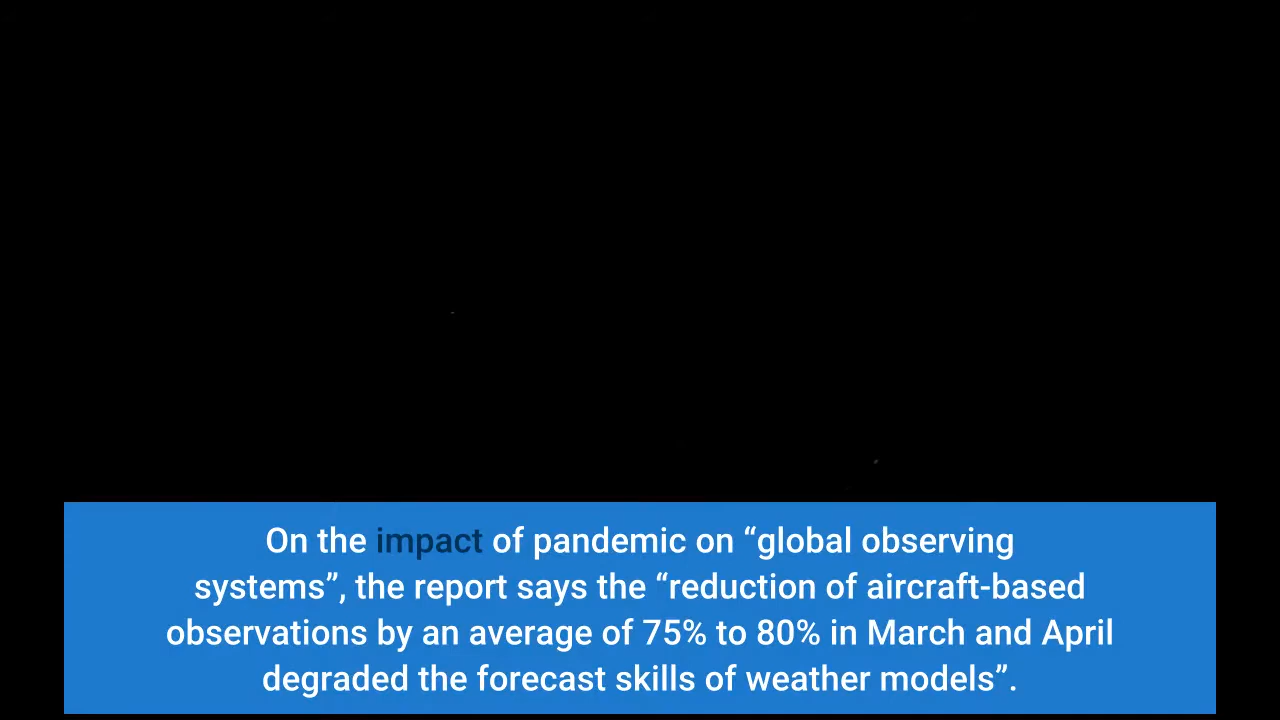 On the impact of pandemic on “global observing
systems”, the report says the “reduction of aircraft-based
observations by an average of 75% to 80% in March and April
degraded the forecast skills of weather models”.